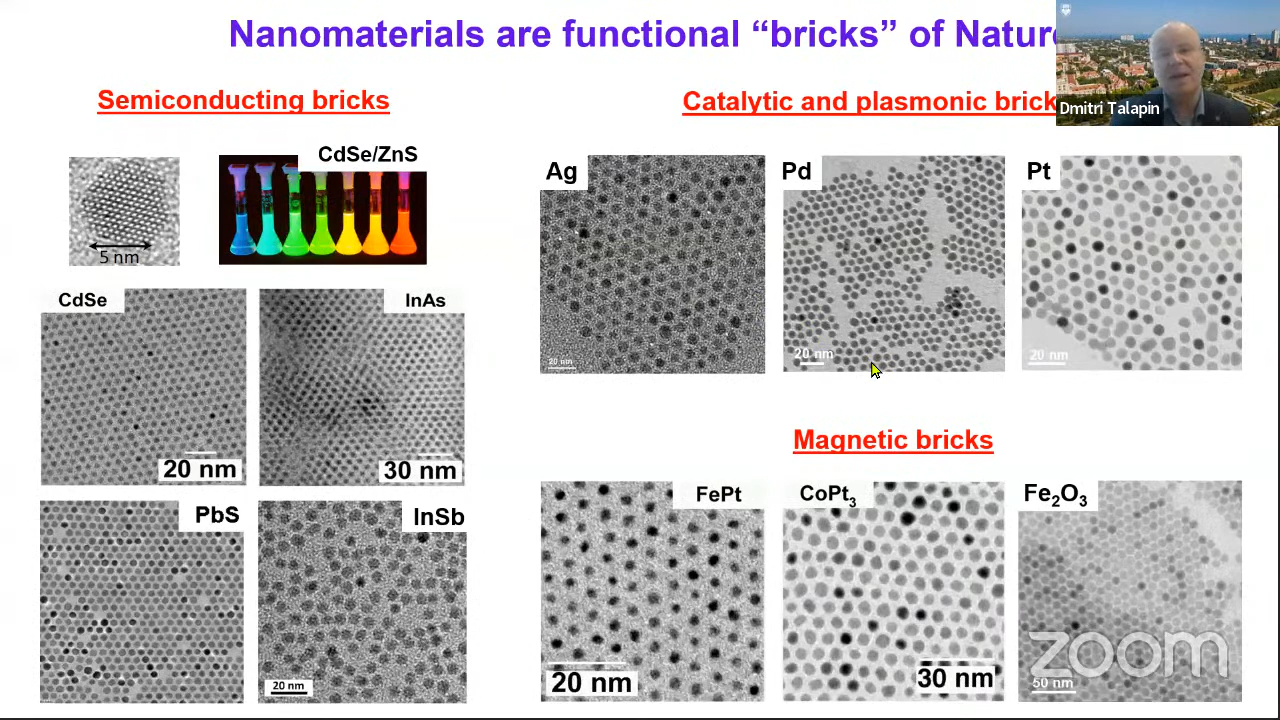 Nanomaterials are functional “bricks” of Nature
Dmitri Talapin
Semiconducting bricks
CdSe/ZnS
5 nm
CdSe
20 nm
InAs
30 nm
PbS
InSb
20 nm
Catalytic and plasmonic brick
Ag
20 nm
Pd
20 nm
Pt
20 nm
Magnetic bricks
FePt
20 nm
CoPt₃
30 nm
Fe₂O₃
50 nm
zoom